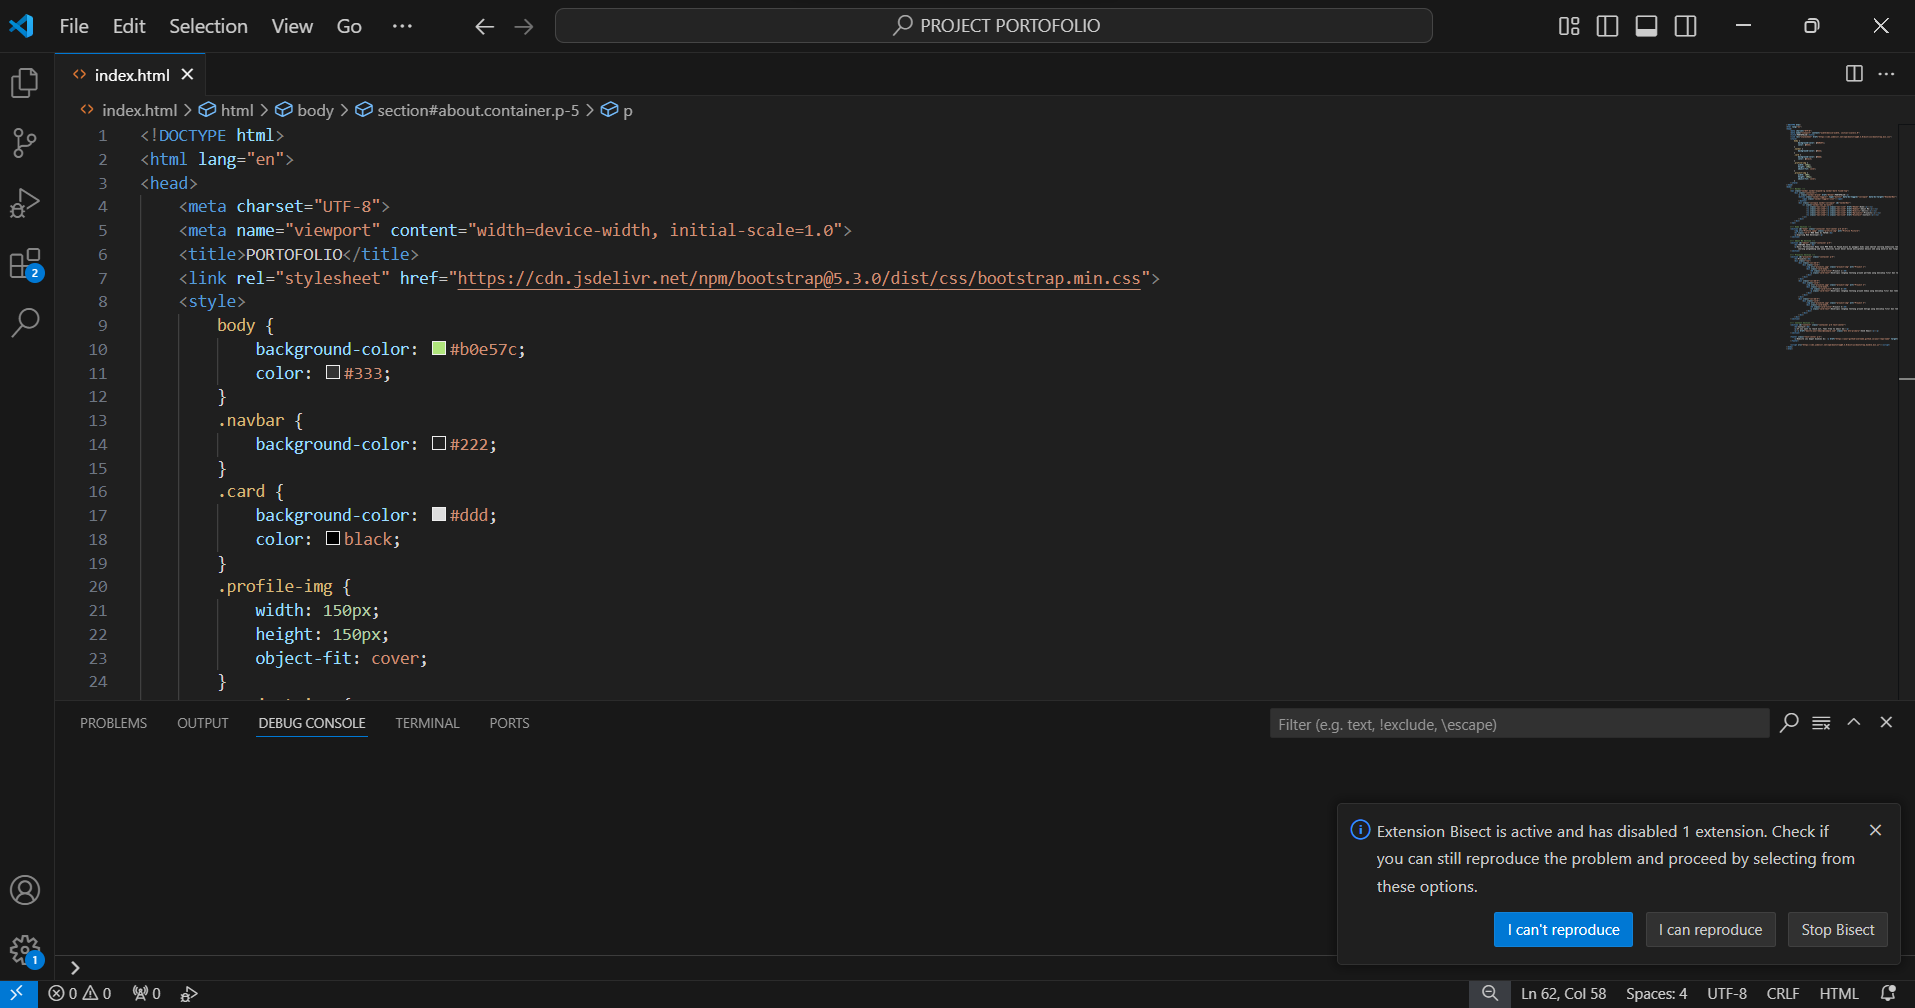 File Edit Selection View Go ··· PROJECT PORTOFOLIO
index.html
index.html > html > body > section#about.container.p-5 > p
1 <!DOCTYPE html>
2 <html lang="en">
3 <head>
4 <meta charset="UTF-8">
5 <meta name="viewport" content="width=device-width, initial-scale=1.0">
6 <title>PORTOFOLIO</title>
7 <link rel="stylesheet" href="https://cdn.jsdelivr.net/npm/bootstrap@5.3.0/dist/css/bootstrap.min.css">
8 <style>
9 body {
10 background-color: #b0e57c;
11 color: #333;
12 }
13 .navbar {
14 background-color: #222;
15 }
16 .card {
17 background-color: #ddd;
18 color: black;
19 }
20 .profile-img {
21 width: 150px;
22 height: 150px;
23 object-fit: cover;
24 }
2
PROBLEMS OUTPUT DEBUG CONSOLE TERMINAL PORTS Filter (e.g. text, !exclude, \escape)
Extension Bisect is active and has disabled 1 extension. Check if
you can still reproduce the problem and proceed by selecting from
these options.
I can't reproduce I can reproduce Stop Bisect
1
0 0 0 Ln 62, Col 58 Spaces: 4 UTF-8 CRLF HTML